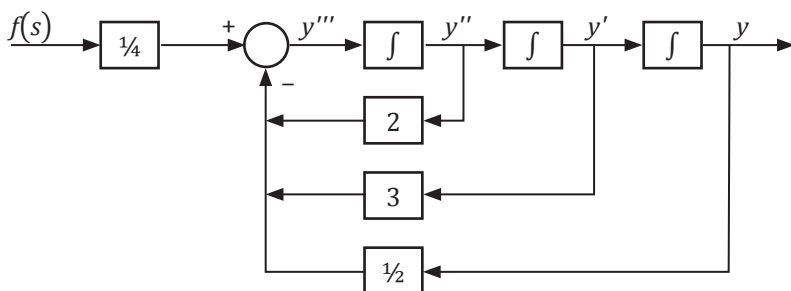 f(s) ¼ + y''' ∫ y'' ∫ y' ∫ y
−
2
3
½